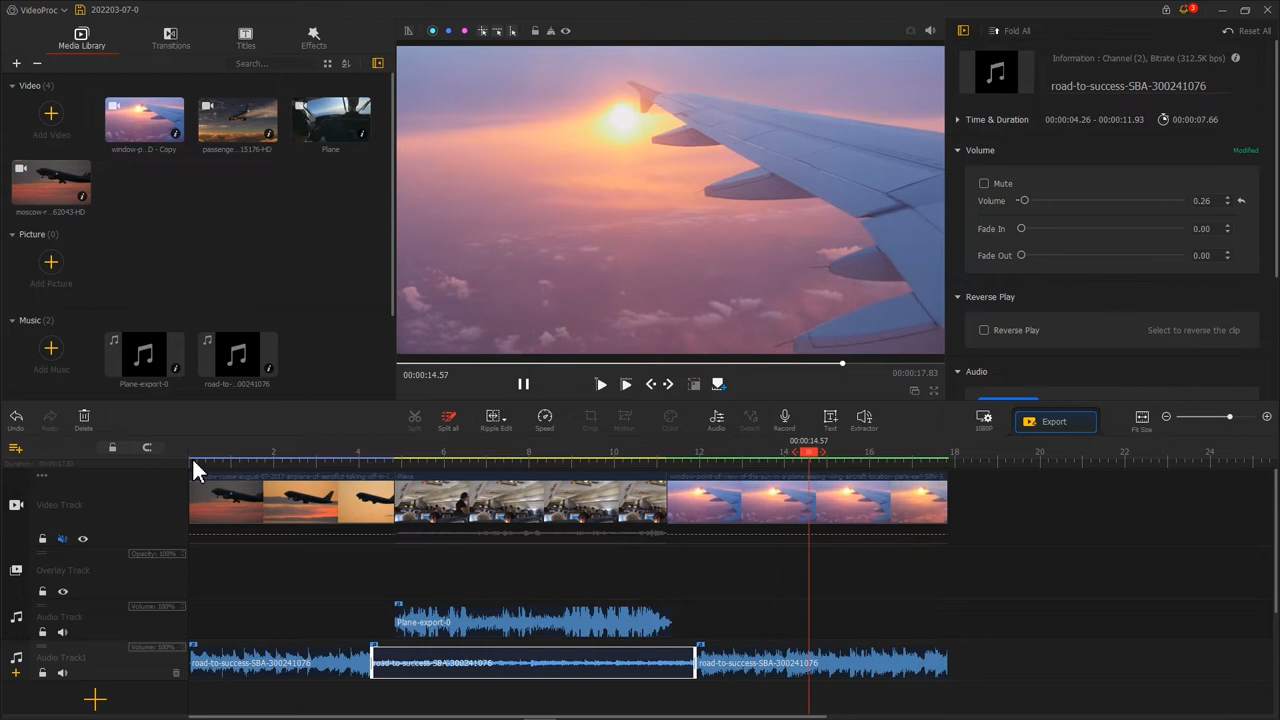 VideoProc
202203-07-0
3
Media Library
Transitions
Titles
Effects
Search...
Video (4)
Add Video
window-p...D - Copy
passenge...15176-HD
Plane
moscow-r...62043-HD
Picture (0)
Add Picture
Music (2)
Add Music
Plane-export-0
road-to-...00241076
00:00:14.57
00:00:17.83
Fold All
Reset All
Information : Channel (2), Bitrate (312.5K bps)
road-to-success-SBA-300241076
Time & Duration
00:00:04.26 - 00:00:11.93
00:00:07.66
Volume
Modified
Mute
Volume
0.26
Fade In
0.00
Fade Out
0.00
Reverse Play
Reverse Play
Select to reverse the clip
Audio
Undo
Redo
Delete
Split
Split all
Ripple Edit
Speed
Crop
Motion
Color
Audio
Detach
Record
Text
Extractor
1080P
Export
Fit Size
00:00:14.57
2 4 6 8 10 12 14 16 18 20 22 24
Plane
Video Track
Opacity: 100%
Overlay Track
Volume: 100%
Audio Track
Plane-export-0
Volume: 100%
Audio Track1
road-to-success-SBA-300241076
road-to-success-SBA-300241076
road-to-success-SBA-300241076